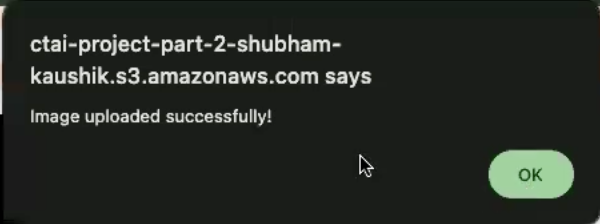 ctai-project-part-2-shubham-
kaushik.s3.amazonaws.com says
Image uploaded successfully!
OK